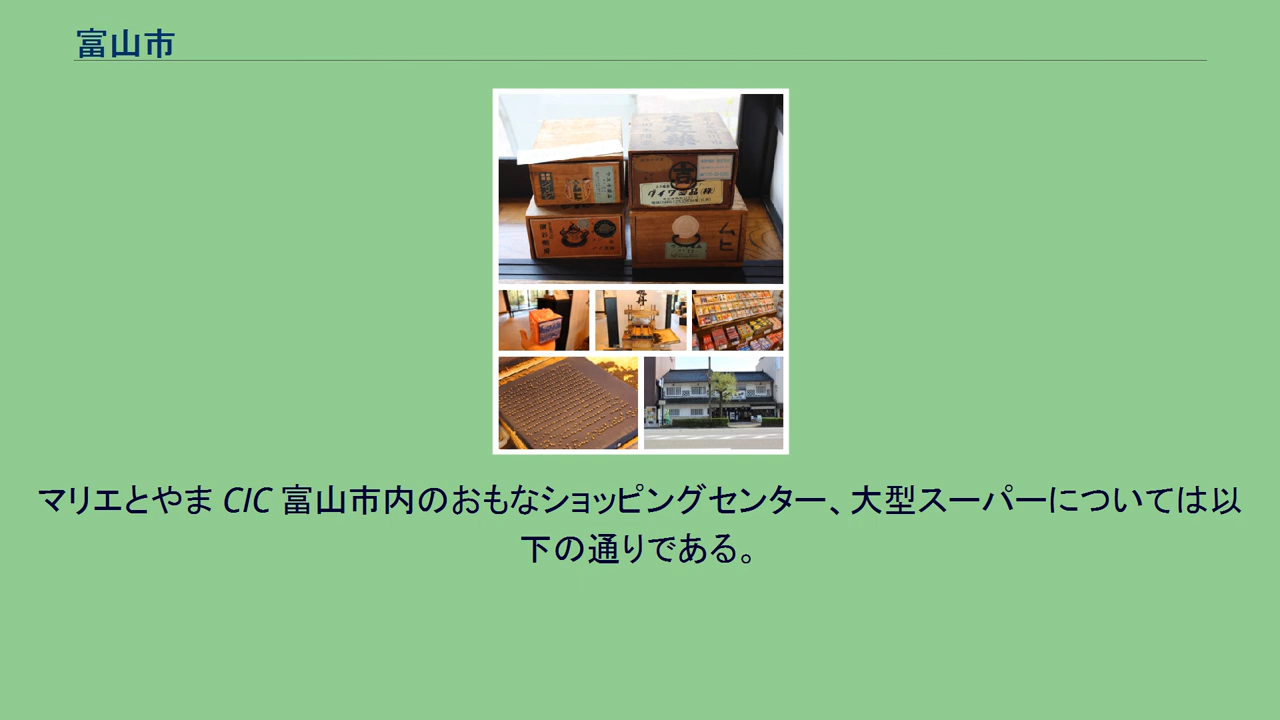 富山市
ムヒ
マリエとやま CIC 富山市内のおもなショッピングセンター、大型スーパーについては以
下の通りである。